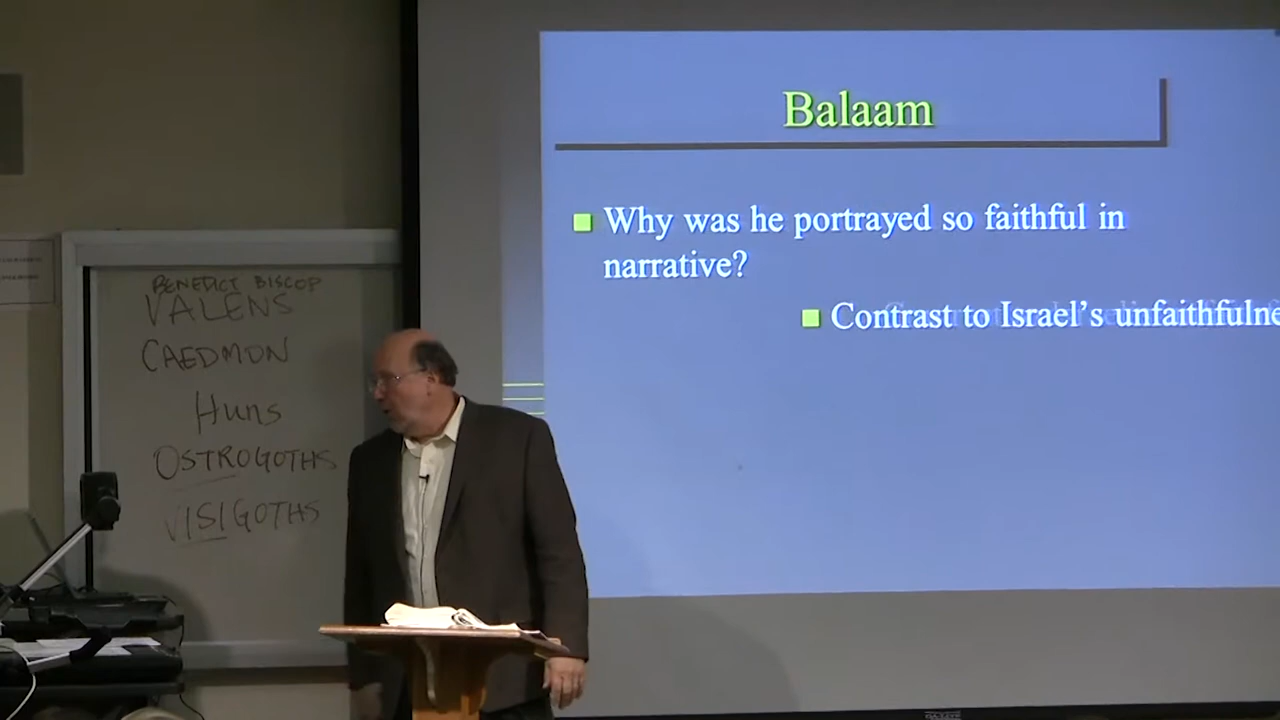 BENEDICT BISCOP
VALENS
CAEDMON
Huns
OSTROGOTHS
VISIGOTHS
Balaam
Why was he portrayed so faithful in
narrative?
Contrast to Israel's unfaithfulne